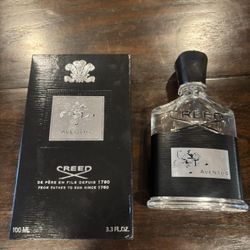 AVENTUS
CREED
DE PÈRE EN FILS DEPUIS 1760
FROM FATHER TO SON SINCE 1760
100 ML
3.3 FL.OZ.
CREED
AVENTUS